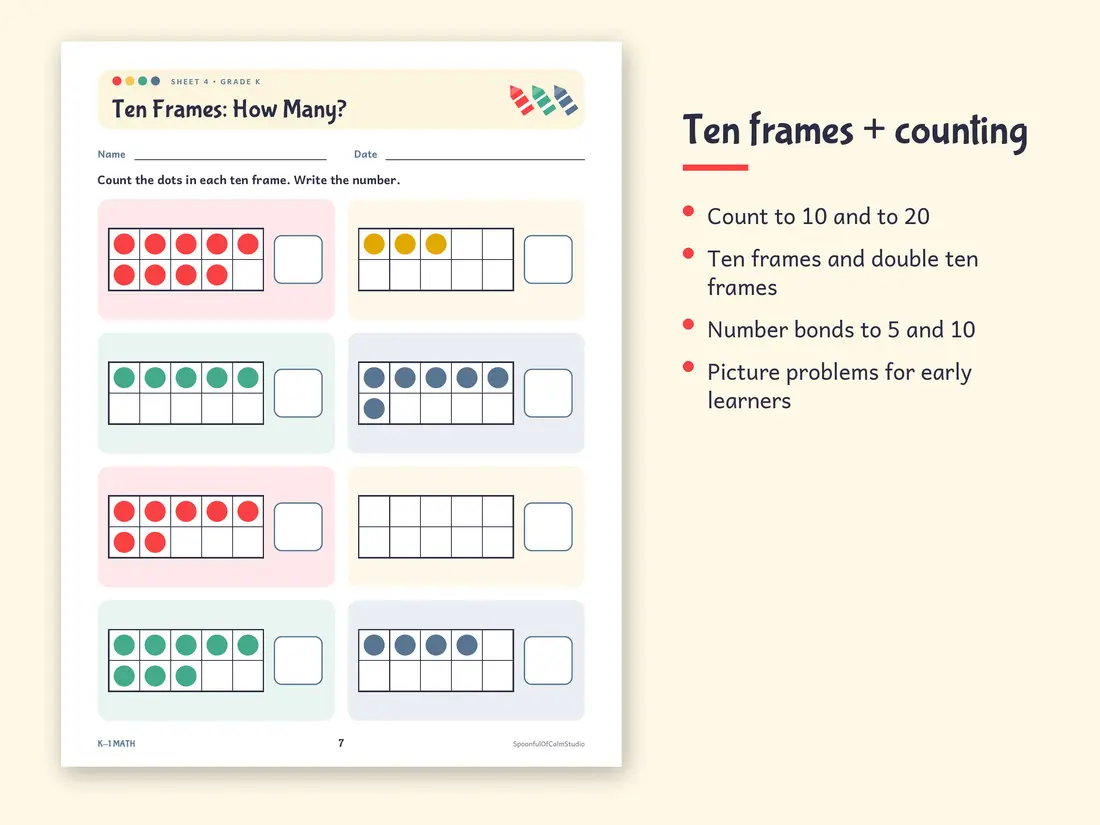 SHEET 4 • GRADE K
Ten Frames: How Many?
Name
Date
Count the dots in each ten frame. Write the number.
K–1 MATH
7
SpoonfulOfCalmStudio
Ten frames + counting
Count to 10 and to 20
Ten frames and double ten
frames
Number bonds to 5 and 10
Picture problems for early
learners